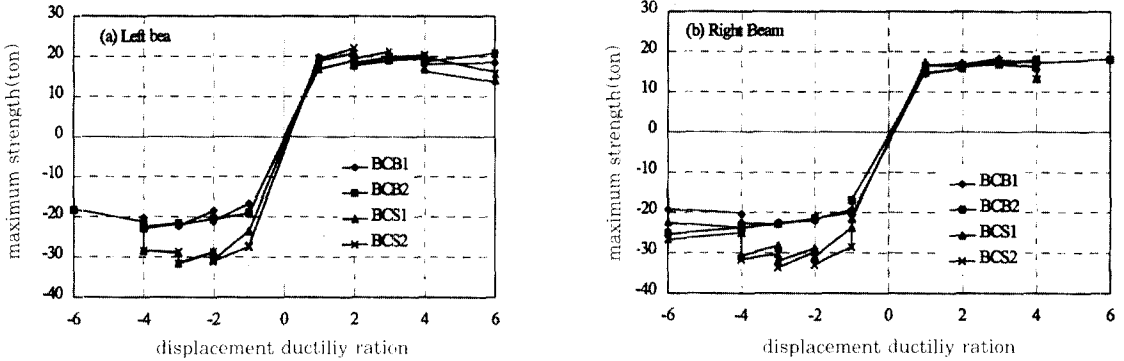 30
20
10
0
-10
-20
-30
-40
-6
-4
-2
0
2
4
6
maximum strength(ton)
displacement ductiliy ration
(a) Left bea
BCB1
BCB2
BCS1
BCS2
30
20
10
0
-10
-20
-30
-40
-6
-4
-2
0
2
4
6
maximum strength(ton)
displacement ductiliy ration
(b) Right Beam
BCB1
BCB2
BCS1
BCS2